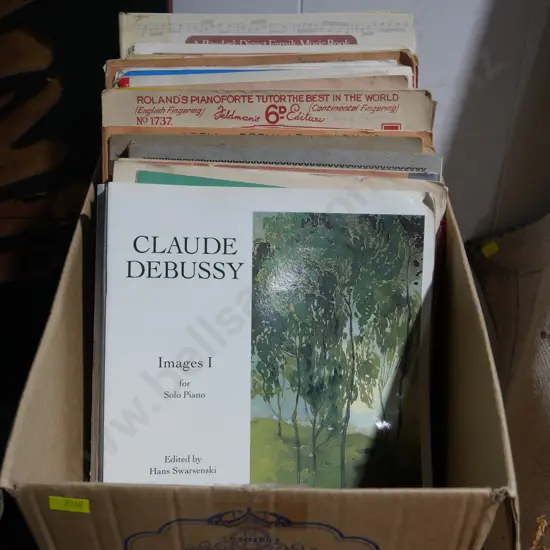 A Reader's Digest Family Music Book
ROLAND'S PIANOFORTE TUTOR THE BEST IN THE WORLD
(English Fingering) 6D (Continental Fingering)
No 1737. Feldman's Edition
CLAUDE
DEBUSSY
Images I
for
Solo Piano
Edited by
Hans Swarsenski